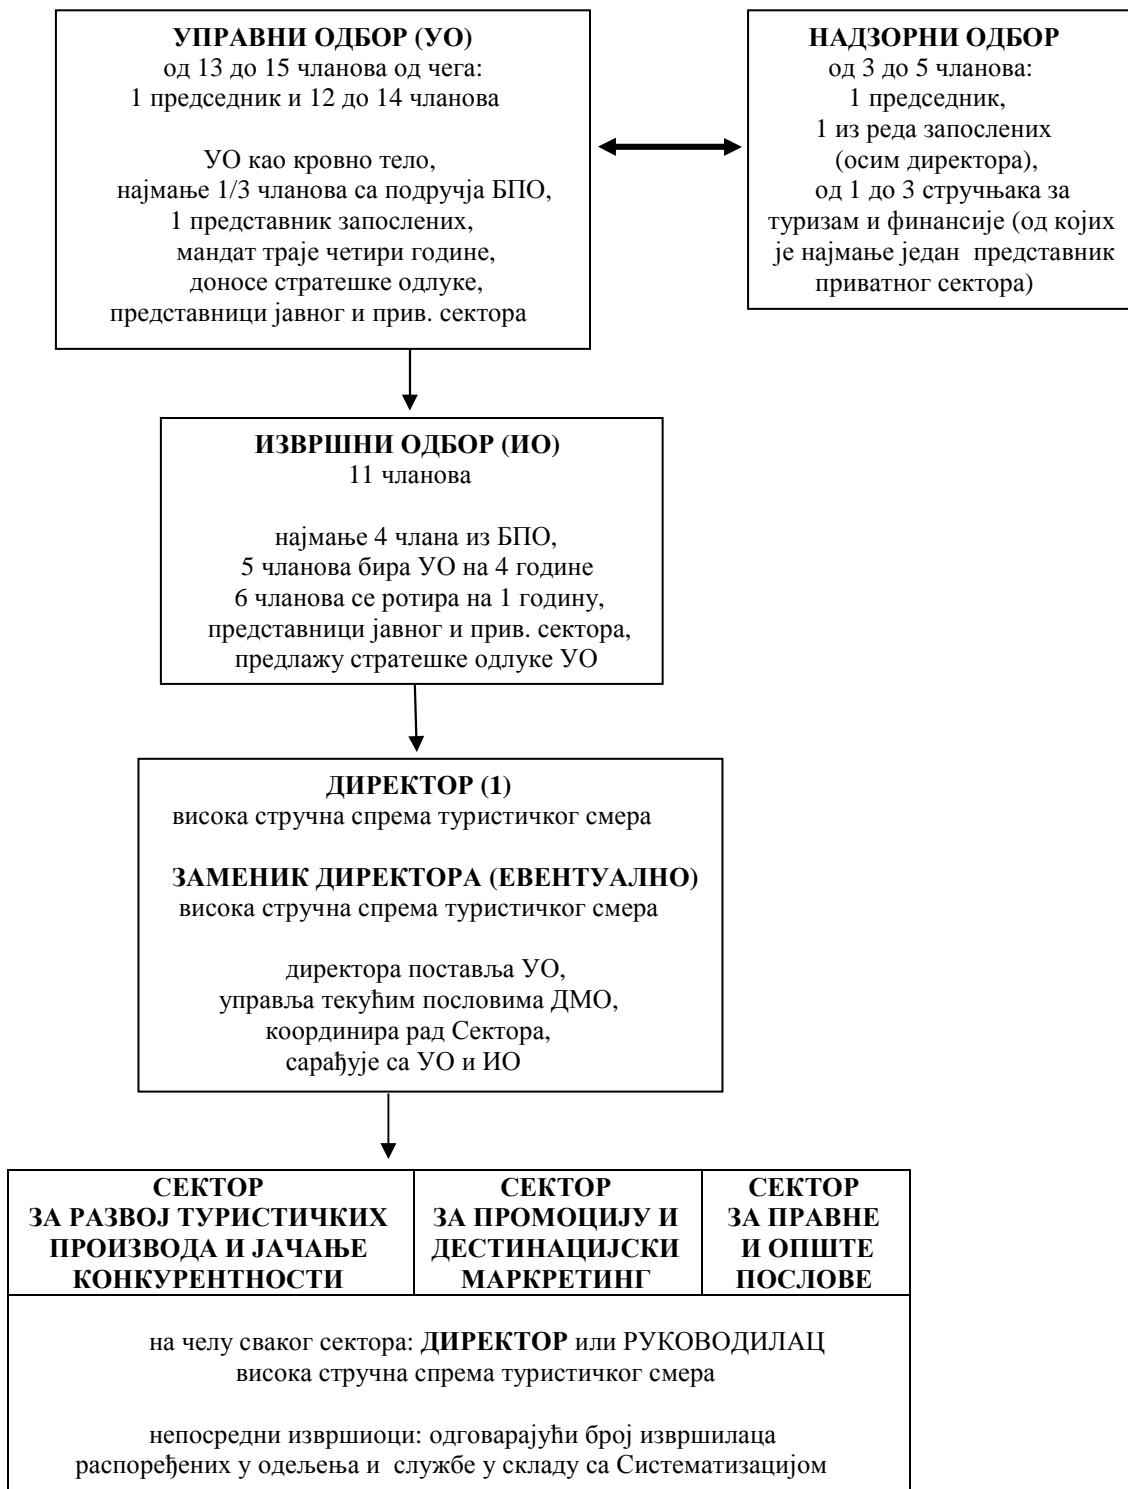 УПРАВНИ ОДБОР (УО)
од 13 до 15 чланова од чега:
1 председник и 12 до 14 чланова
УО као кровно тело,
најмање 1/3 чланова са подручја БПО,
1 представник запослених,
мандат траје четири године,
доносе стратешке одлуке,
представници јавног и прив. сектора
НАДЗОРНИ ОДБОР
од 3 до 5 чланова:
1 председник,
1 из реда запослених
(осим директора),
од 1 до 3 стручњака за
туризам и финансије (од којих
је најмање један представник
приватног сектора)
ИЗВРШНИ ОДБОР (ИО)
11 чланова
најмање 4 члана из БПО,
5 чланова бира УО на 4 године
6 чланова се ротира на 1 годину,
представници јавног и прив. сектора,
предлажу стратешке одлуке УО
ДИРЕКТОР (1)
висока стручна спрема туристичког смера
ЗАМЕНИК ДИРЕКТОРА (ЕВЕНТУАЛНО)
висока стручна спрема туристичког смера
директора поставља УО,
управља текућим пословима ДМО,
координира рад Сектора,
сарађује са УО и ИО
СЕКТОР
ЗА РАЗВОЈ ТУРИСТИЧКИХ
ПРОИЗВОДА И ЈАЧАЊЕ
КОНКУРЕНТНОСТИ
СЕКТОР
ЗА ПРОМОЦИЈУ И
ДЕСТИНАЦИЈСКИ
МАРКРЕТИНГ
СЕКТОР
ЗА ПРАВНЕ
И ОПШТЕ
ПОСЛОВЕ
на челу сваког сектора: ДИРЕКТОР или РУКОВОДИЛАЦ
висока стручна спрема туристичког смера
непосредни извршиоци: одговарајући број извршилаца
распоређених у одељења и службе у складу са Систематизацијом